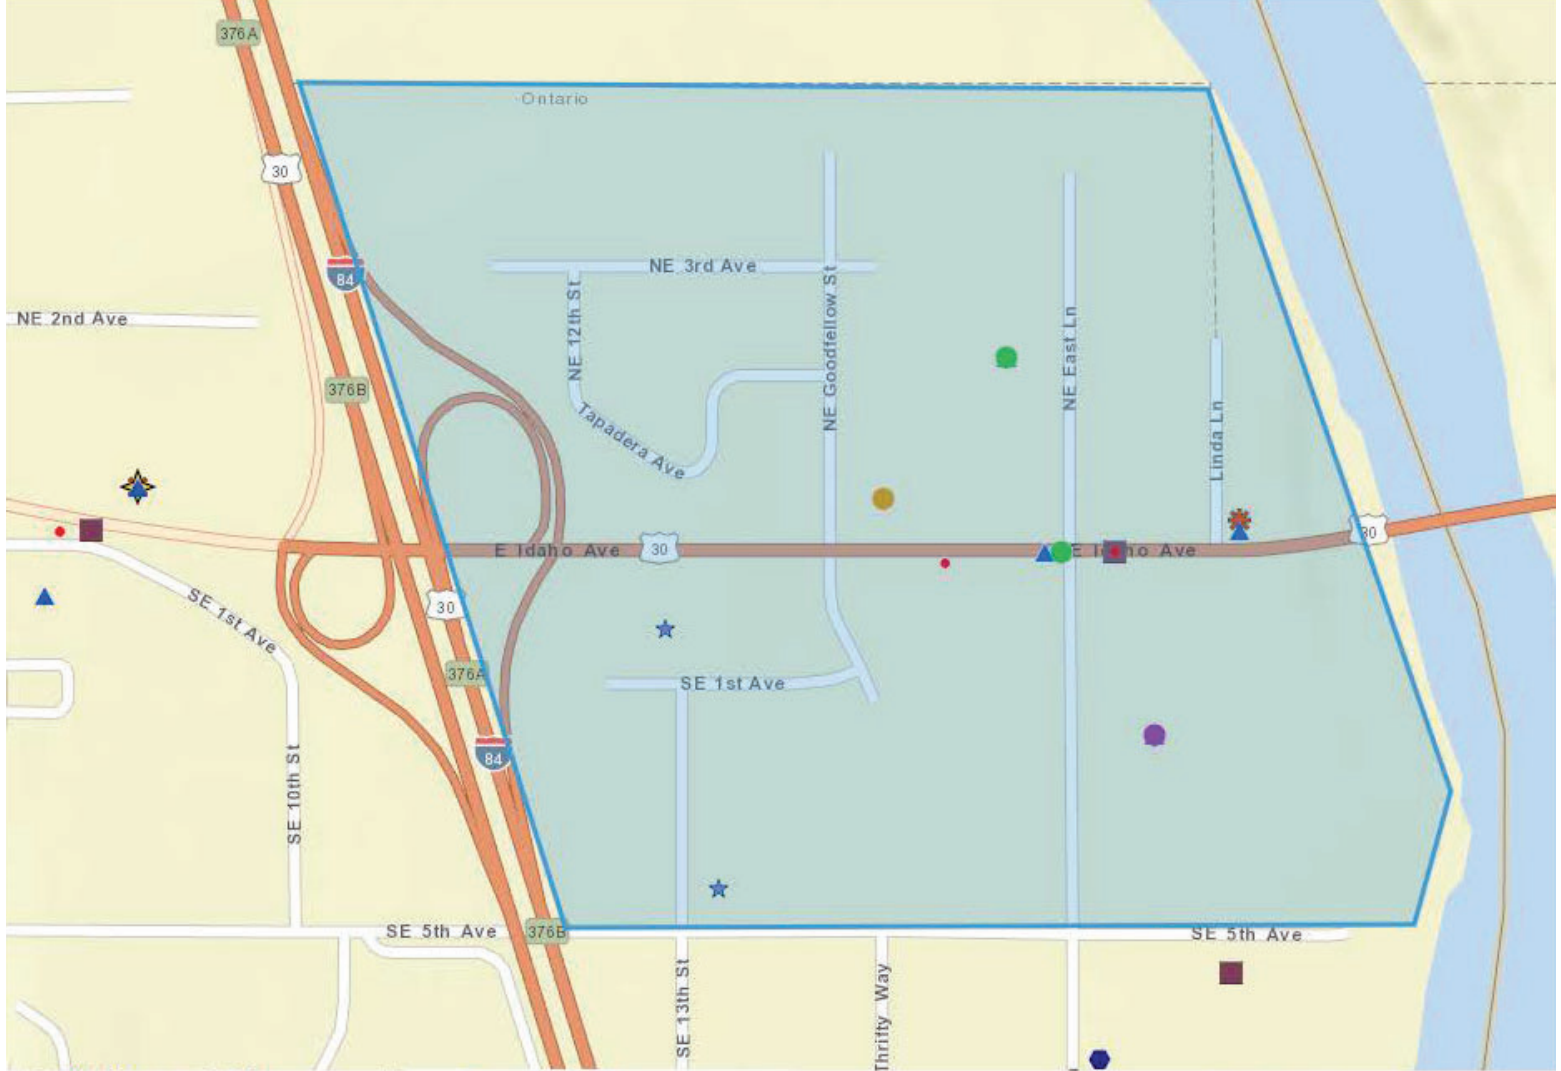 376A
Ontario
30
84
NE 3rd Ave
NE 2nd Ave
NE 12th St
NE Goodfellow St
NE East Ln
376B
Tapadera Ave
Linda Ln
30
E Idaho Ave
30
E Idaho Ave
30
SE 1st Ave
376A
SE 1st Ave
84
SE 10th St
SE 5th Ave
376B
SE 5th Ave
SE 13th St
Thrifty Way